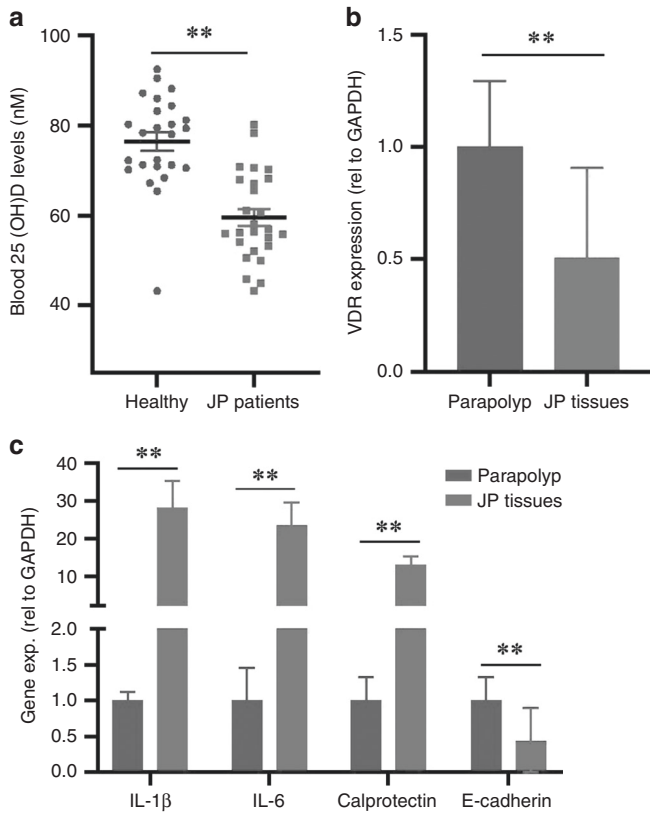 a
Blood 25 (OH)D levels (nM)
100
80
60
40
**
Healthy
JP patients
b
VDR expression (rel to GAPDH)
1.5
1.0
0.5
0.0
**
Parapolyp
JP tissues
c
Gene exp. (rel to GAPDH)
40
30
20
10
2.0
1.5
1.0
0.5
0.0
**
**
**
**
Parapolyp
JP tissues
IL-1β
IL-6
Calprotectin
E-cadherin